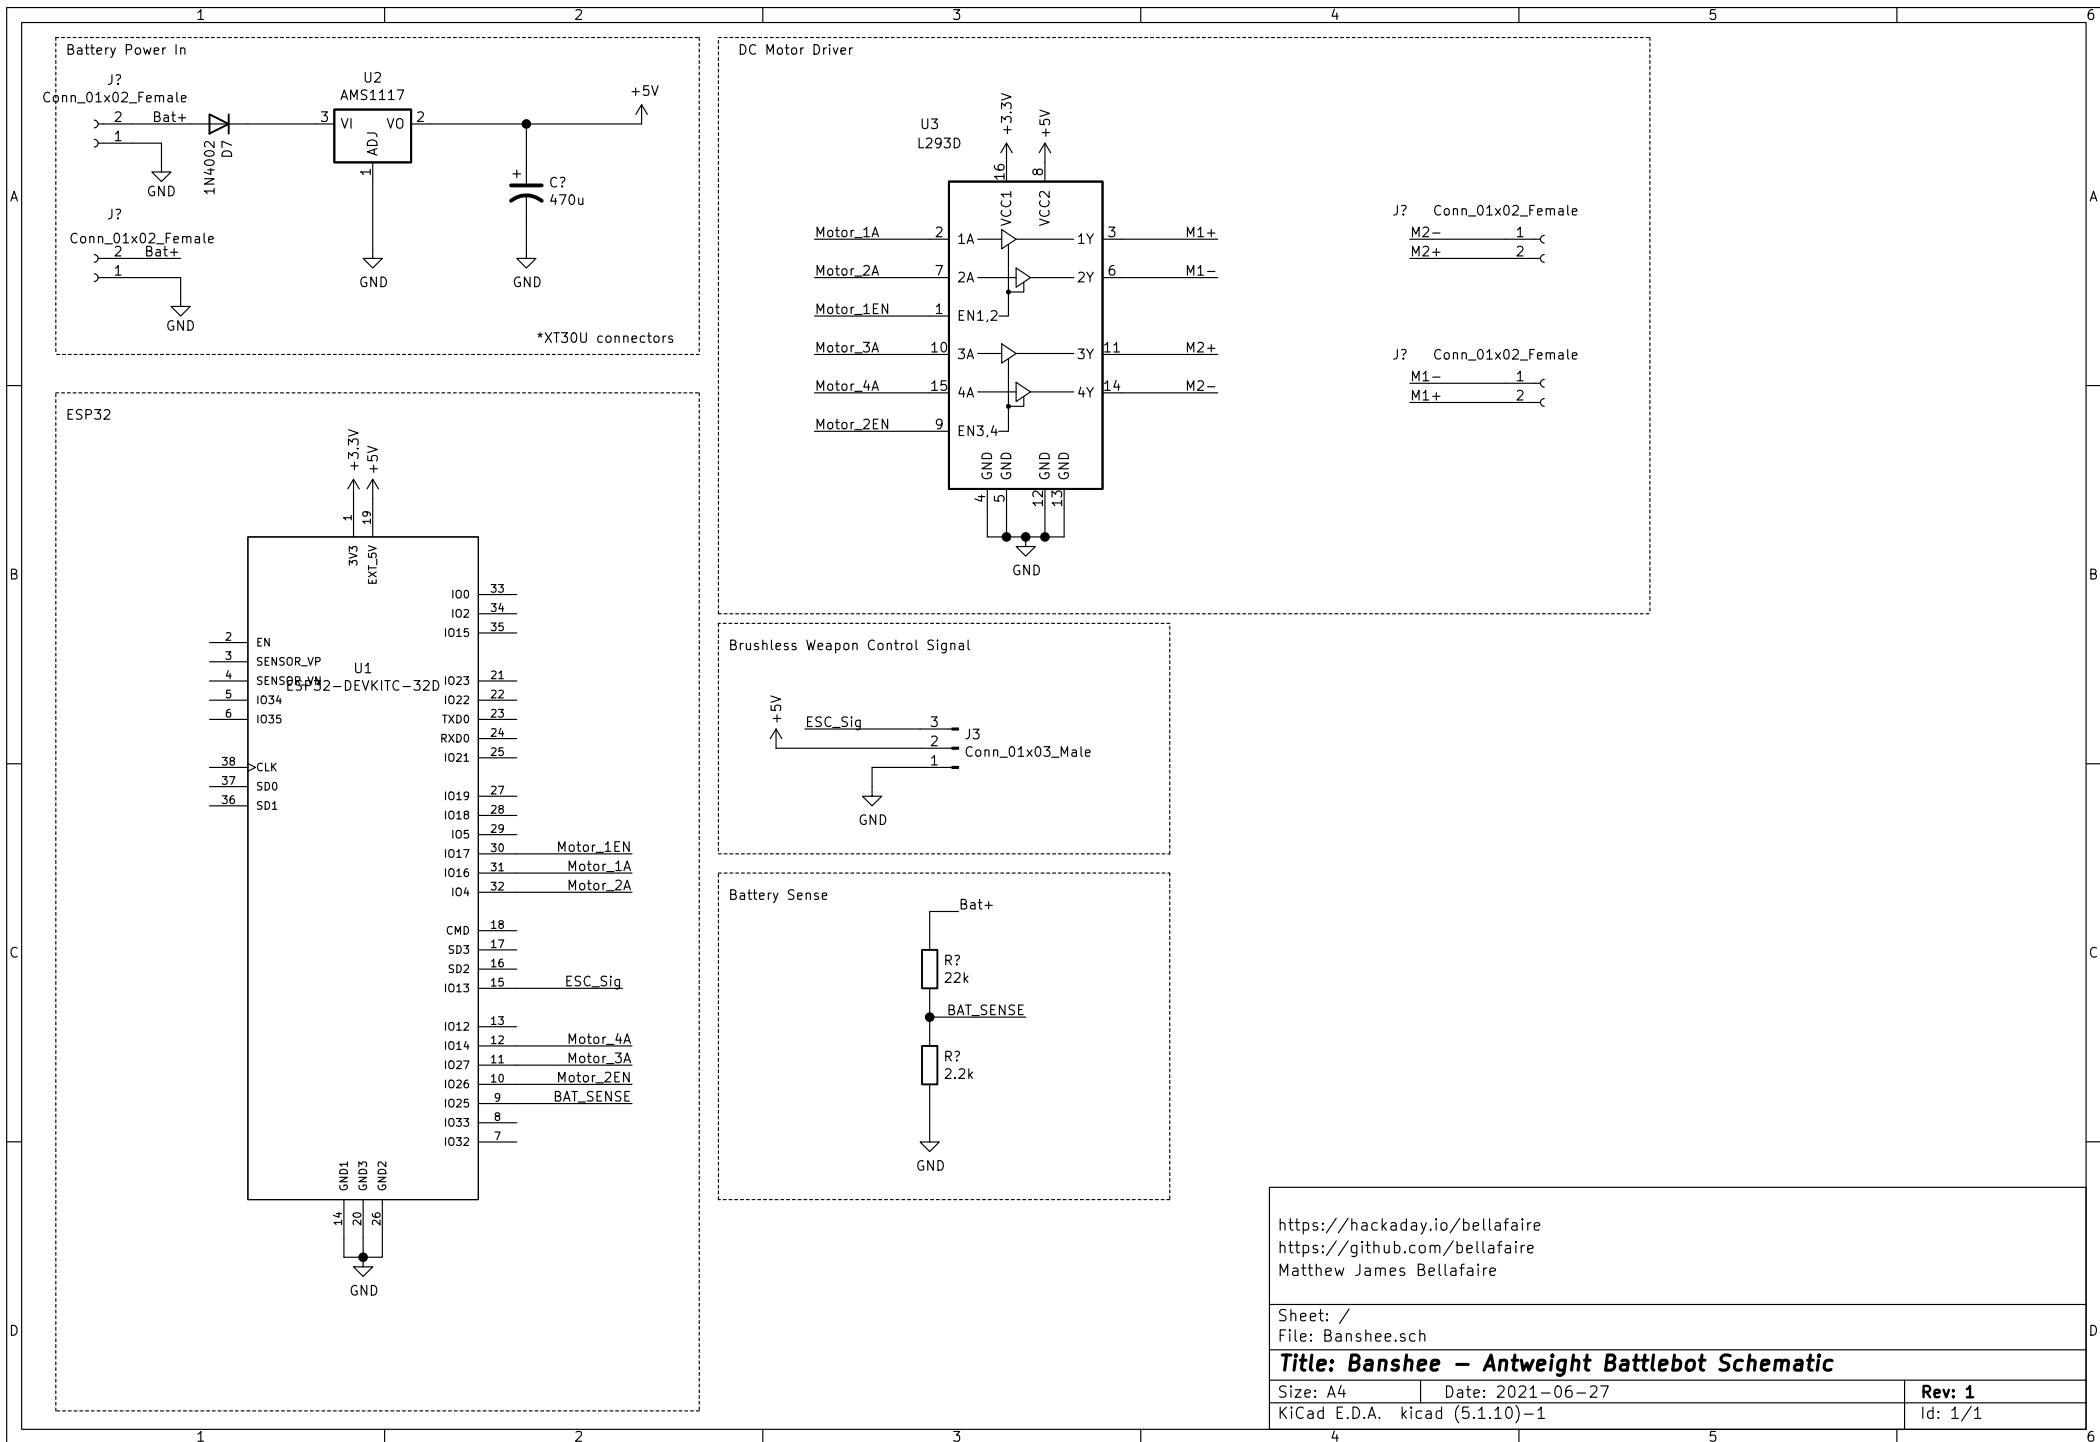 1 2 3 4 5 6
A
B
C
D
A
B
C
D
1 2 3 4 5 6
Battery Power In
J?
Conn_01x02_Female
2 Bat+
1
GND
1N4002
D7
U2
AMS1117
3 VI VO 2
ADJ
1
GND
+5V
+
C?
470u
GND
J?
Conn_01x02_Female
2 Bat+
1
GND
*XT30U connectors
DC Motor Driver
U3
L293D
+3.3V
+5V
16
8
VCC1
VCC2
Motor_1A 2 1A 1Y 3 M1+
Motor_2A 7 2A 2Y 6 M1-
Motor_1EN 1 EN1,2
Motor_3A 10 3A 3Y 11 M2+
Motor_4A 15 4A 4Y 14 M2-
Motor_2EN 9 EN3,4
GND GND GND GND
4 5 12 13
GND
J? Conn_01x02_Female
M2- 1
M2+ 2
J? Conn_01x02_Female
M1- 1
M1+ 2
ESP32
+3.3V
+5V
1
19
3V3
EXT_5V
U1
ESP32-DEVKITC-32D
2 EN
3 SENSOR_VP
4 SENSOR_VN
5 IO34
6 IO35
38 CLK
37 SD0
36 SD1
IO0 33
IO2 34
IO15 35
IO23 21
IO22 22
TXD0 23
RXD0 24
IO21 25
IO19 27
IO18 28
IO5 29
IO17 30 Motor_1EN
IO16 31 Motor_1A
IO4 32 Motor_2A
CMD 18
SD3 17
SD2 16
IO13 15 ESC_Sig
IO12 13
IO14 12 Motor_4A
IO27 11 Motor_3A
IO26 10 Motor_2EN
IO25 9 BAT_SENSE
IO33 8
IO32 7
GND1 GND3 GND2
14 20 26
GND
Brushless Weapon Control Signal
+5V
ESC_Sig 3
2
1
J3
Conn_01x03_Male
GND
Battery Sense
Bat+
R?
22k
BAT_SENSE
R?
2.2k
GND
https://hackaday.io/bellafaire
https://github.com/bellafaire
Matthew James Bellafaire
Sheet: /
File: Banshee.sch
Title: Banshee – Antweight Battlebot Schematic
Size: A4 Date: 2021-06-27 Rev: 1
KiCad E.D.A. kicad (5.1.10)-1 Id: 1/1